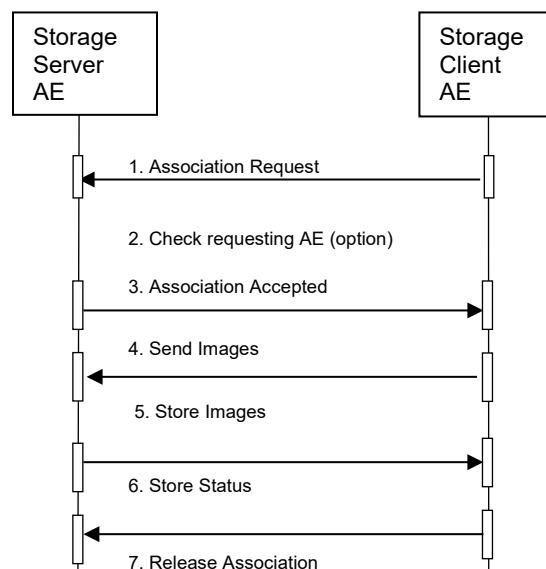 Storage
Server
AE
Storage
Client
AE
1. Association Request
2. Check requesting AE (option)
3. Association Accepted
4. Send Images
5. Store Images
6. Store Status
7. Release Association